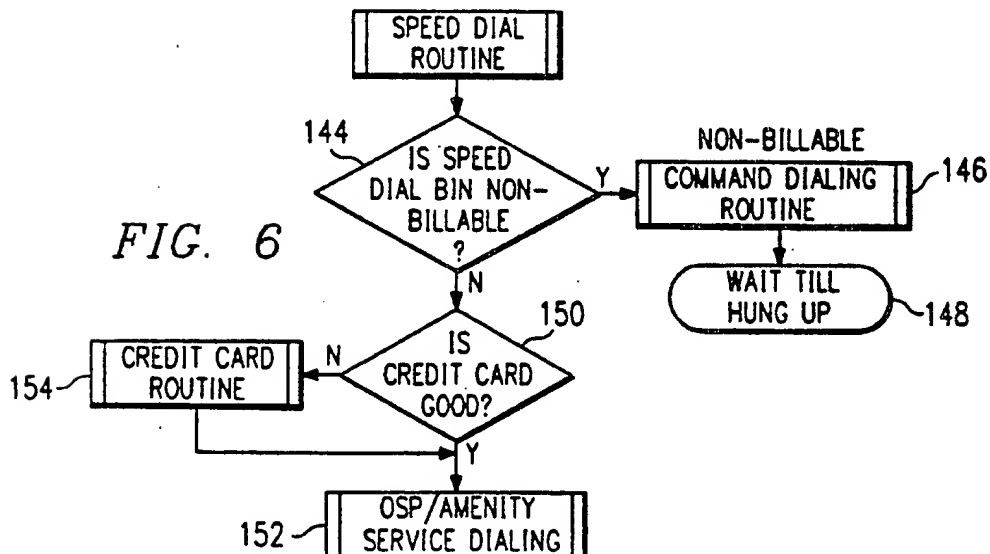 SPEED DIAL
ROUTINE
144
IS SPEED
DIAL BIN NON-
BILLABLE
?
Y
NON-BILLABLE
COMMAND DIALING
ROUTINE
146
FIG. 6
N
WAIT TILL
HUNG UP
148
150
IS
CREDIT CARD
GOOD?
N
CREDIT CARD
ROUTINE
154
Y
OSP/AMENITY
SERVICE DIALING
152